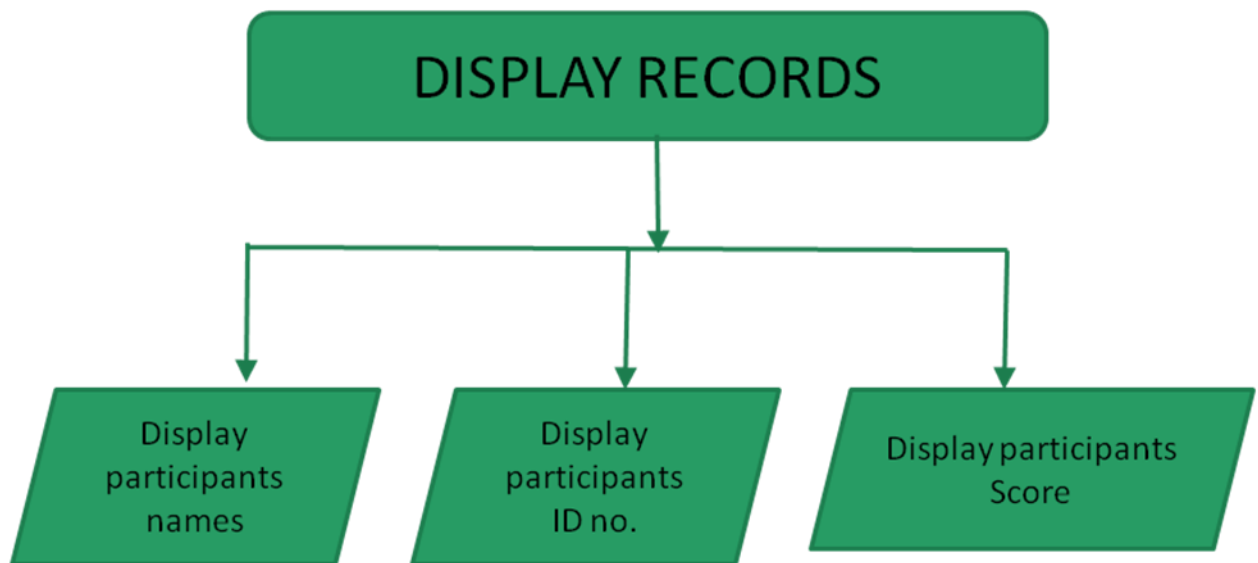 DISPLAY RECORDS
Display
participants
names
Display
participants
ID no.
Display participants
Score